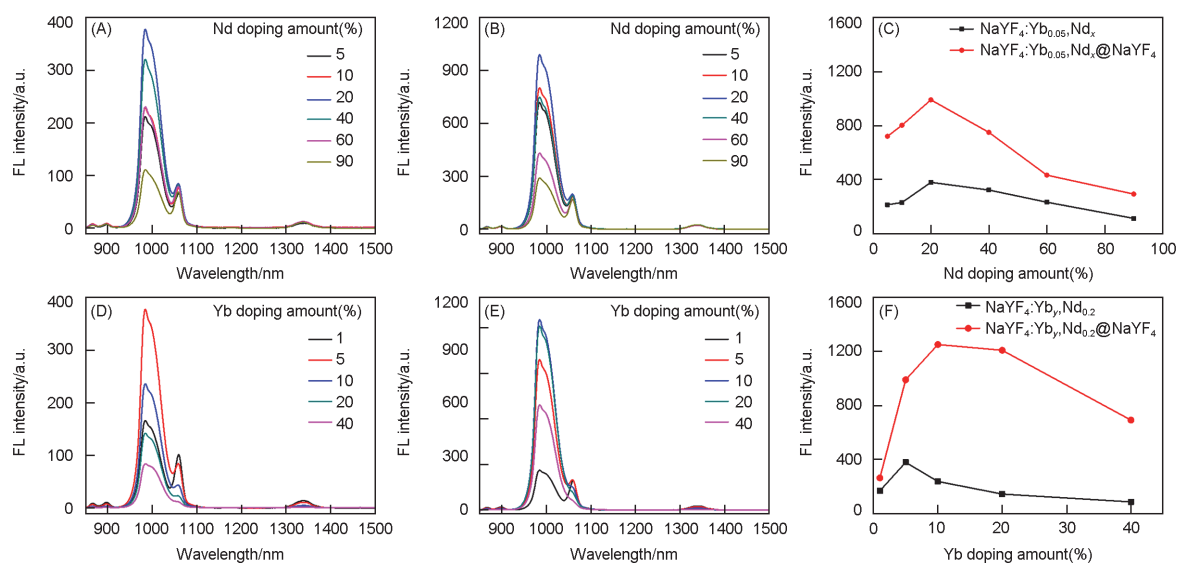 (A)
Nd doping amount(%)
5
10
20
40
60
90
400
300
200
100
0
FL intensity/a.u.
900 1000 1100 1200 1300 1400 1500
Wavelength/nm
(B)
Nd doping amount(%)
5
10
20
40
60
90
1200
900
600
300
0
FL intensity/a.u.
900 1000 1100 1200 1300 1400 1500
Wavelength/nm
(C)
NaYF₄:Yb₀.₀₅,Ndₓ
NaYF₄:Yb₀.₀₅,Ndₓ@NaYF₄
1600
1200
800
400
0
FL intensity/a.u.
0 20 40 60 80 100
Nd doping amount(%)
(D)
Yb doping amount(%)
1
5
10
20
40
400
300
200
100
0
FL intensity/a.u.
900 1000 1100 1200 1300 1400 1500
Wavelength/nm
(E)
Yb doping amount(%)
1
5
10
20
40
1200
900
600
300
0
FL intensity/a.u.
900 1000 1100 1200 1300 1400 1500
Wavelength/nm
(F)
NaYF₄:Yby,Nd₀.₂
NaYF₄:Yby,Nd₀.₂@NaYF₄
1600
1200
800
400
0
FL intensity/a.u.
0 10 20 30 40
Yb doping amount(%)